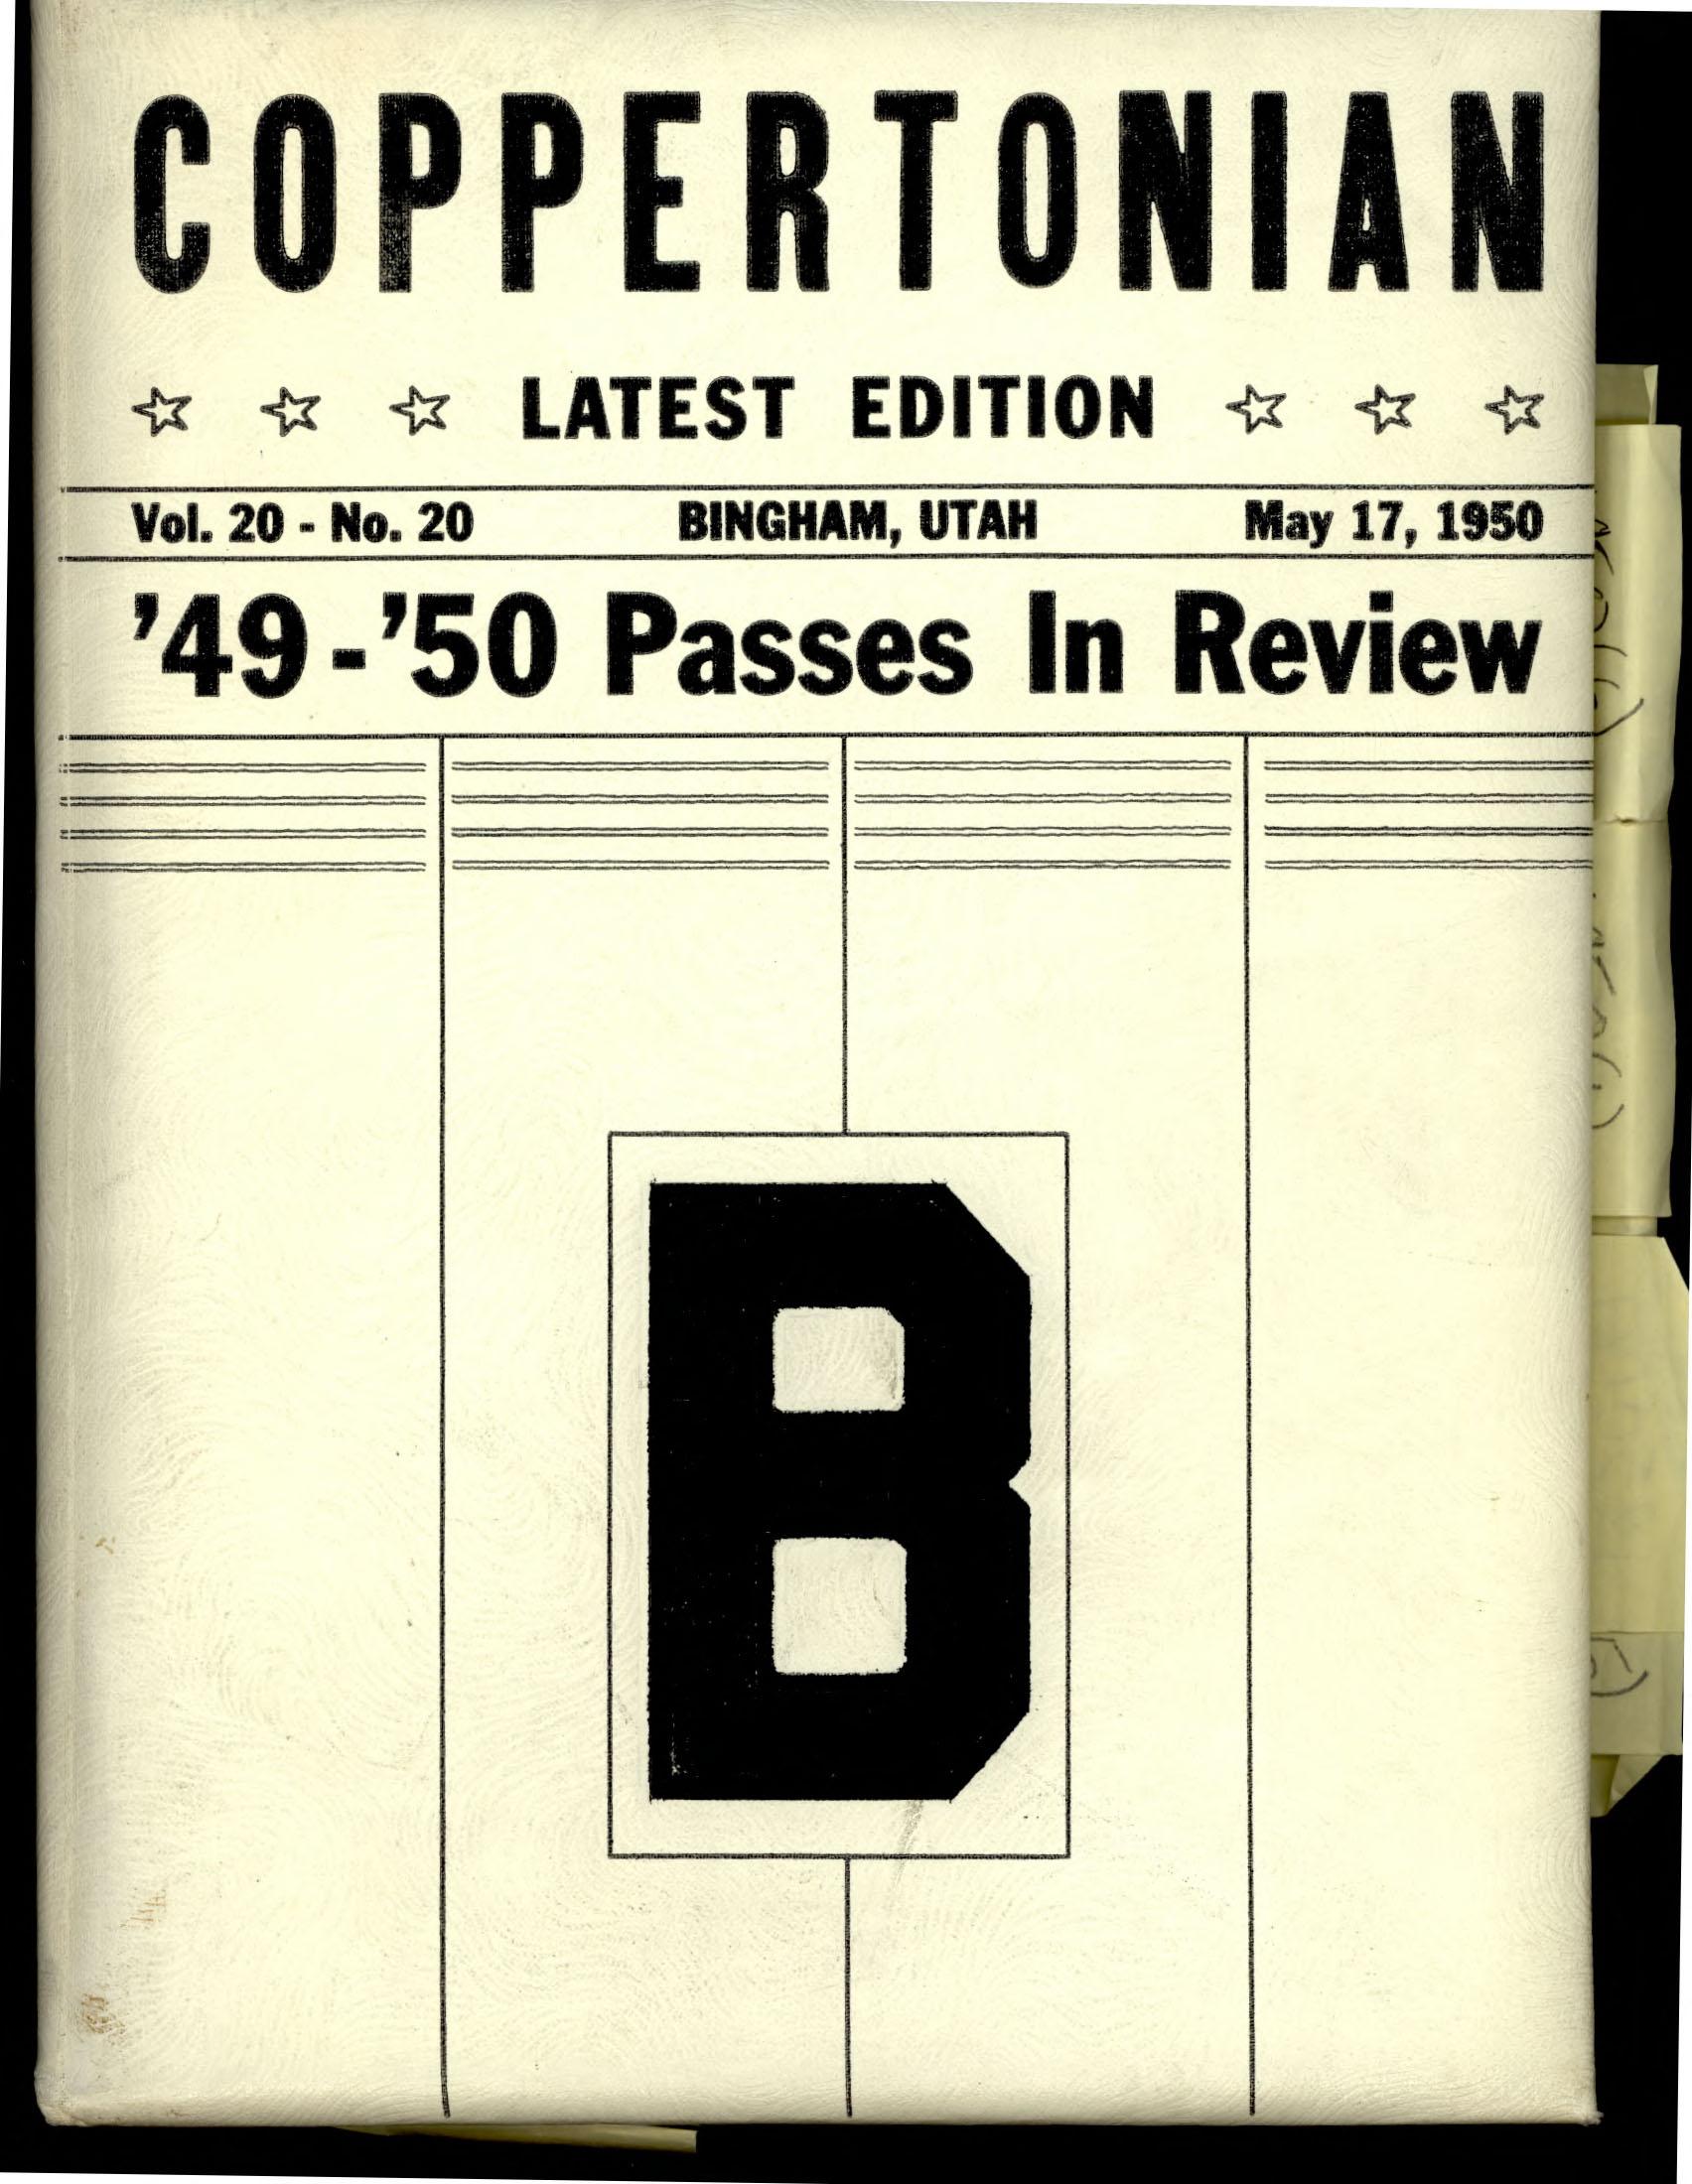 COPPERTONIAN
LATEST EDITION
Vol. 20 - No. 20 BINGHAM, UTAH May 17, 1950
'49-'50 Passes In Review
B